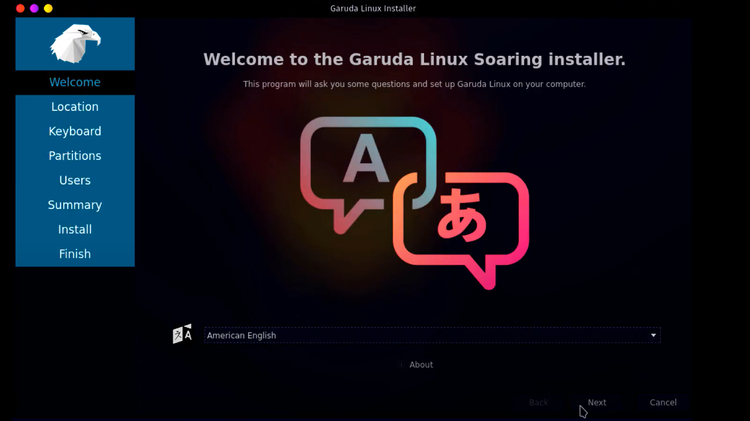 Garuda Linux Installer
Welcome
Location
Keyboard
Partitions
Users
Summary
Install
Finish
Welcome to the Garuda Linux Soaring installer.
This program will ask you some questions and set up Garuda Linux on your computer.
A
あ
文 A
American English
About
Back
Next
Cancel